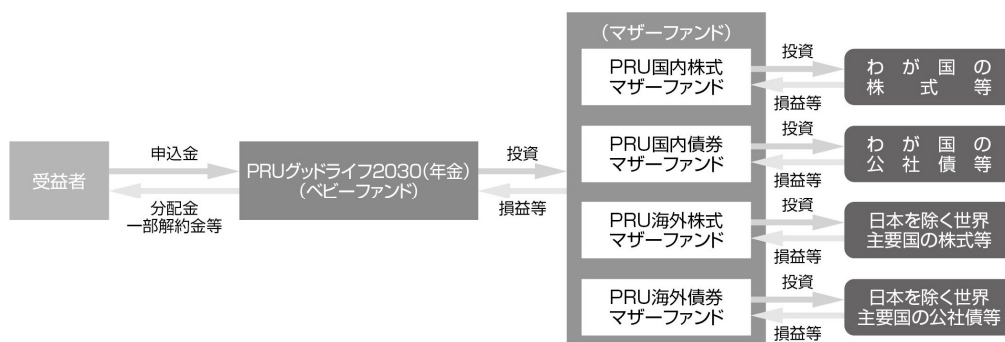 受益者
申込金
分配金
一部解約金等
PRUグッドライフ2030(年金)
(ベビーファンド)
投資
損益等
(マザーファンド)
PRU国内株式
マザーファンド
投資
損益等
わが国の
株式等
PRU国内債券
マザーファンド
投資
損益等
わが国の
公社債等
PRU海外株式
マザーファンド
投資
損益等
日本を除く世界
主要国の株式等
PRU海外債券
マザーファンド
投資
損益等
日本を除く世界
主要国の公社債等